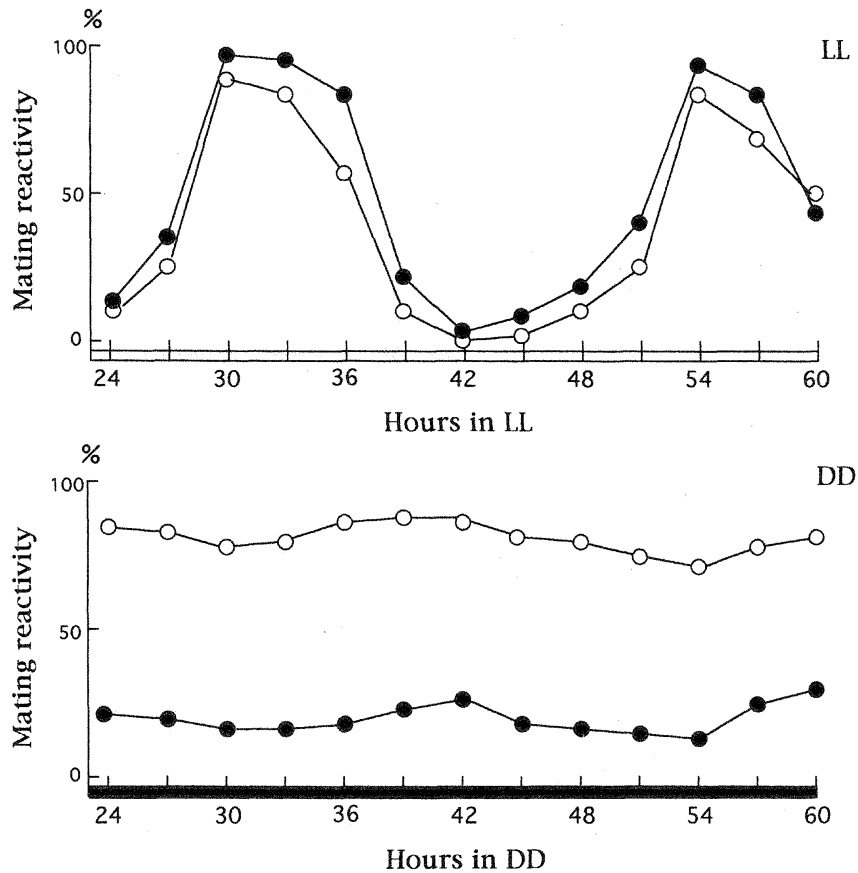 %
LL
100
50
0
Mating reactivity
24 30 36 42 48 54 60
Hours in LL
%
DD
100
50
0
Mating reactivity
24 30 36 42 48 54 60
Hours in DD